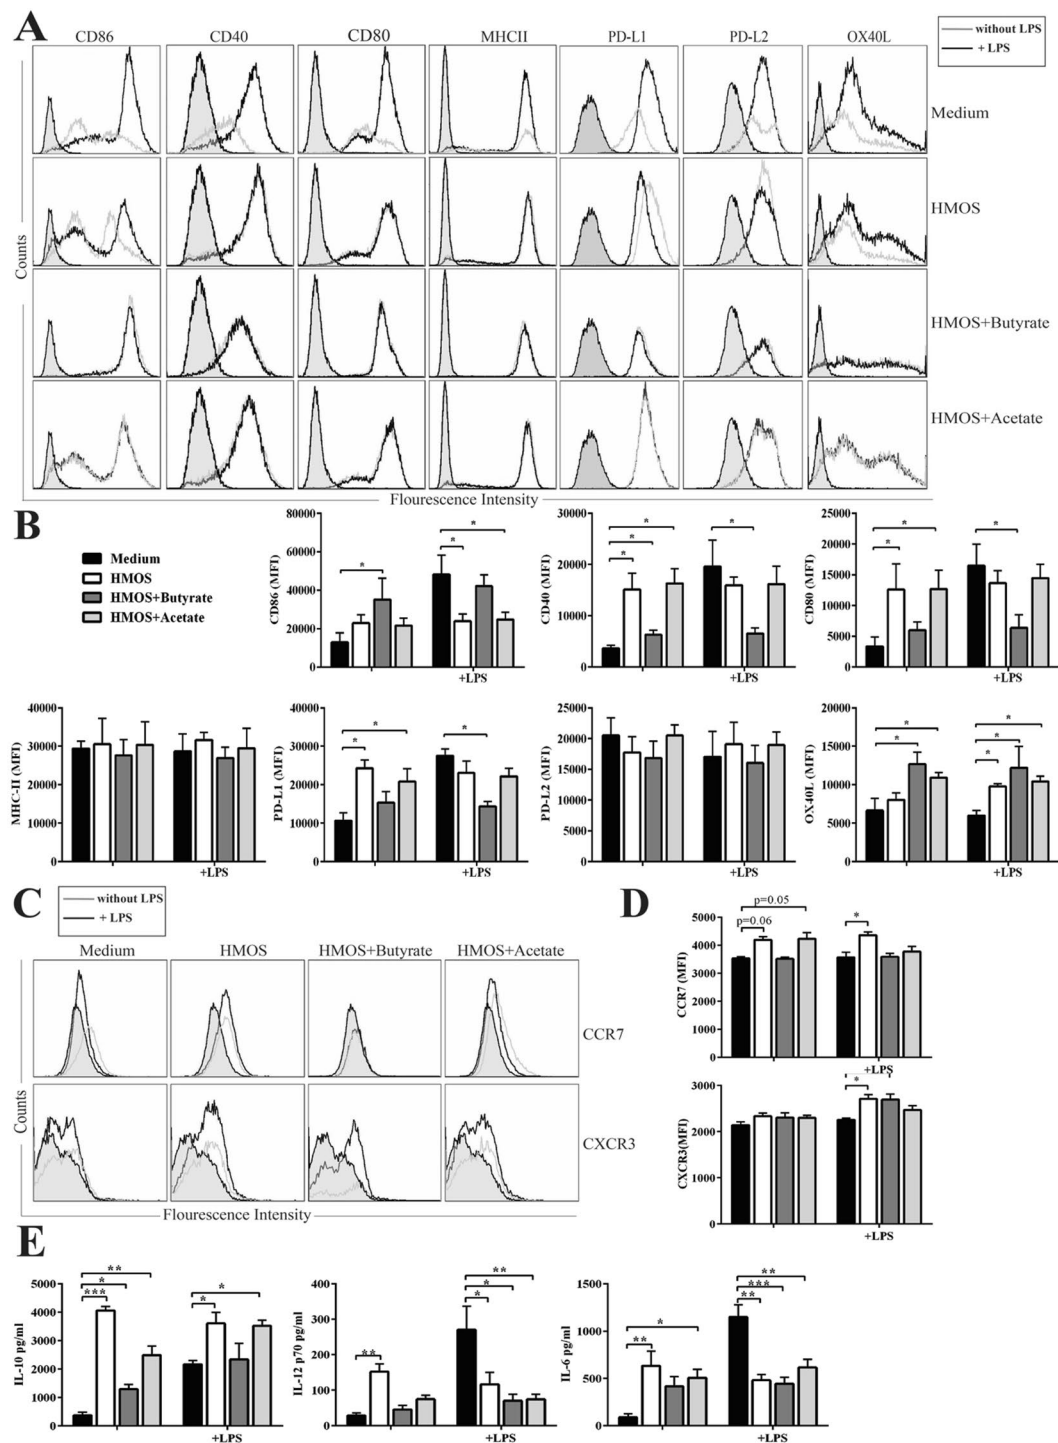 A
CD86
CD40
CD80
MHCII
PD-L1
PD-L2
OX40L
without LPS
+ LPS
Counts
Medium
HMOS
HMOS+Butyrate
HMOS+Acetate
Flourescence Intensity
B
Medium
HMOS
HMOS+Butyrate
HMOS+Acetate
CD86 (MFI)
80000
60000
40000
20000
0
*
*
*
+LPS
CD40 (MFI)
30000
20000
10000
0
*
*
*
*
+LPS
CD80 (MFI)
25000
20000
15000
10000
5000
0
*
*
*
+LPS
MHC-II (MFI)
40000
30000
20000
10000
0
+LPS
PD-L1 (MFI)
40000
30000
20000
10000
0
*
*
*
+LPS
PD-L2 (MFI)
25000
20000
15000
10000
5000
0
+LPS
OX40L (MFI)
20000
15000
10000
5000
0
*
*
*
*
*
+LPS
C
without LPS
+ LPS
Medium
HMOS
HMOS+Butyrate
HMOS+Acetate
Counts
CCR7
CXCR3
Flourescence Intensity
D
CCR7 (MFI)
5000
4000
3000
2000
1000
0
p=0.05
p=0.06
*
+LPS
CXCR3(MFI)
3000
2000
1000
0
*
+LPS
E
IL-10 pg/ml
5000
4000
3000
2000
1000
0
**
*
***
*
*
+LPS
IL-12 p70 pg/ml
400
300
200
100
0
**
**
*
*
+LPS
IL-6 pg/ml
1500
1000
500
0
*
**
**
***
**
+LPS